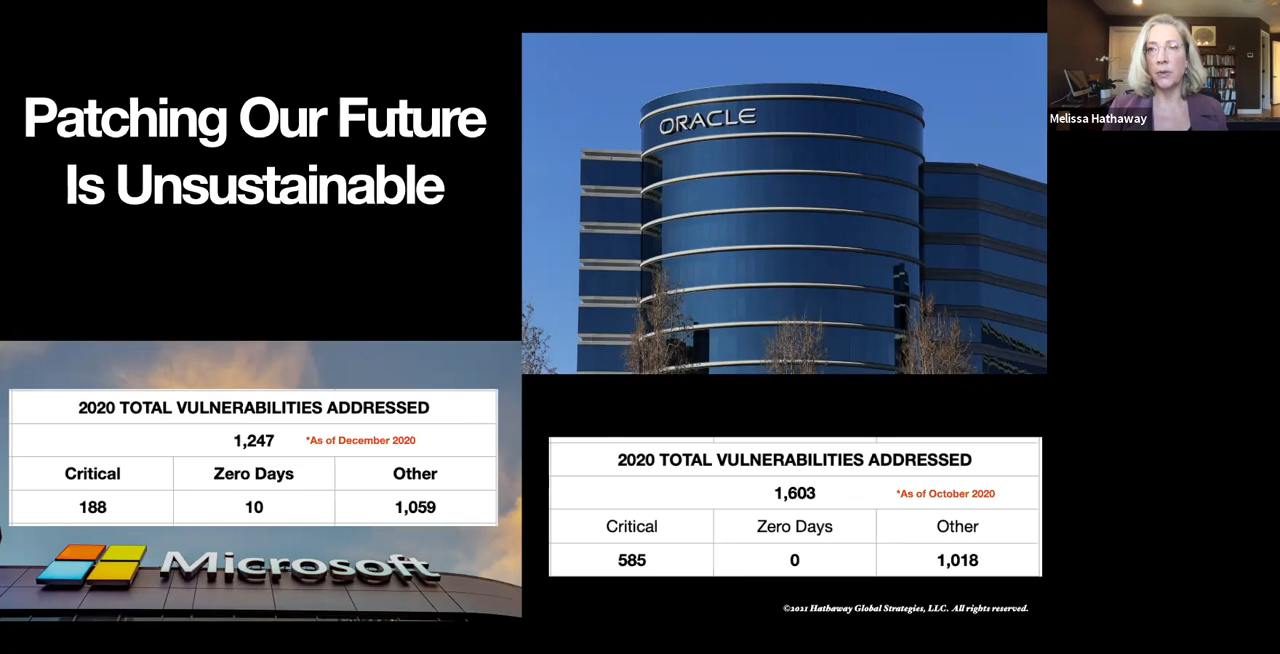 Patching Our Future
Is Unsustainable
ORACLE
Melissa Hathaway
2020 TOTAL VULNERABILITIES ADDRESSED
1,247 *As of December 2020
Critical Zero Days Other
188 10 1,059
Microsoft
2020 TOTAL VULNERABILITIES ADDRESSED
1,603 *As of October 2020
Critical Zero Days Other
585 0 1,018
©2021 Hathaway Global Strategies, LLC. All rights reserved.